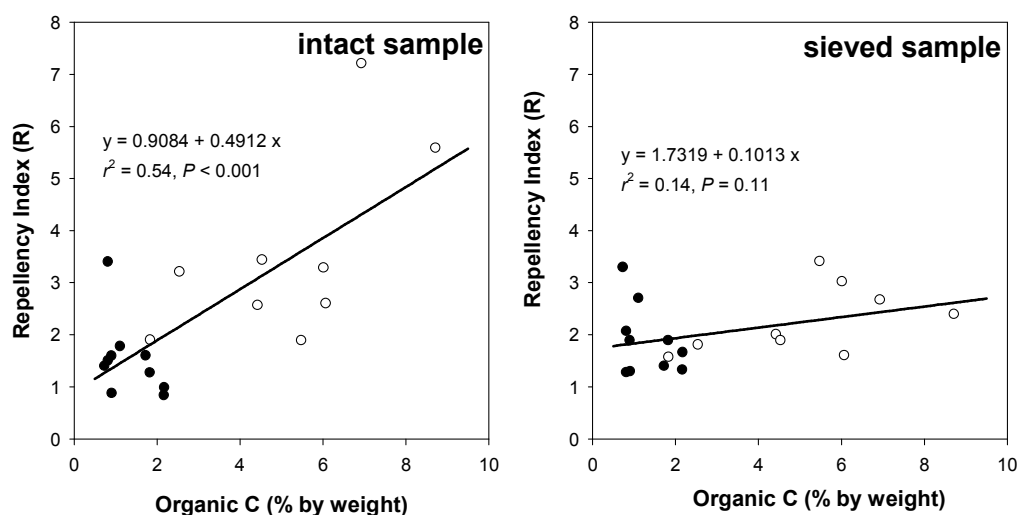 intact sample
y = 0.9084 + 0.4912 x
r² = 0.54, P < 0.001
Repellency Index (R)
8
7
6
5
4
3
2
1
0
0 2 4 6 8 10
Organic C (% by weight)
sieved sample
y = 1.7319 + 0.1013 x
r² = 0.14, P = 0.11
Repellency Index (R)
8
7
6
5
4
3
2
1
0
0 2 4 6 8 10
Organic C (% by weight)